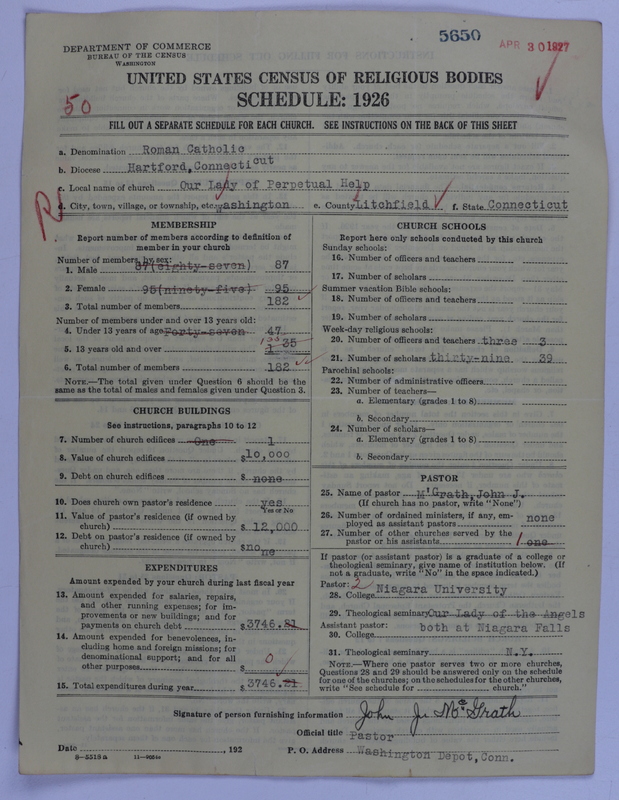 5650
APR 30 1927
DEPARTMENT OF COMMERCE
BUREAU OF THE CENSUS
WASHINGTON
UNITED STATES CENSUS OF RELIGIOUS BODIES
SCHEDULE: 1926
50
FILL OUT A SEPARATE SCHEDULE FOR EACH CHURCH. SEE INSTRUCTIONS ON THE BACK OF THIS SHEET
a. Denomination Roman Catholic
b. Diocese Hartford, Connecticut
c. Local name of church Our Lady of Perpetual Help
d. City, town, village, or township, etc. Washington e. County Litchfield f. State Connecticut
MEMBERSHIP
Report number of members according to definition of
member in your church
Number of members, by sex:
1. Male 87(eighty-seven) 87
2. Female 95(ninety-five) 95
3. Total number of members 182
Number of members under and over 13 years old:
4. Under 13 years of age Forty-seven 47
5. 13 years old and over 135
6. Total number of members 182
NOTE.—The total given under Question 6 should be the
same as the total of males and females given under Question 3.
CHURCH BUILDINGS
See instructions, paragraphs 10 to 12
7. Number of church edifices One 1
8. Value of church edifices $10,000
9. Debt on church edifices $ none
10. Does church own pastor's residence yes
Yes or No
11. Value of pastor's residence (if owned by
church) $ 12,000
12. Debt on pastor's residence (if owned by
church) $none
EXPENDITURES
Amount expended by your church during last fiscal year
13. Amount expended for salaries, repairs,
and other running expenses; for im-
provements or new buildings; and for
payments on church debt $3746.21
14. Amount expended for benevolences, in-
cluding home and foreign missions; for
denominational support; and for all
other purposes $ 0
15. Total expenditures during year $3746.21
CHURCH SCHOOLS
Report here only schools conducted by this church
Sunday schools:
16. Number of officers and teachers
17. Number of scholars
Summer vacation Bible schools:
18. Number of officers and teachers
19. Number of scholars
Week-day religious schools:
20. Number of officers and teachers three 3
21. Number of scholars thirty-nine 39
Parochial schools:
22. Number of administrative officers
23. Number of teachers—
a. Elementary (grades 1 to 8)
b. Secondary
24. Number of scholars—
a. Elementary (grades 1 to 8)
b. Secondary
PASTOR
25. Name of pastor McGrath, John J.
(If church has no pastor, write "None")
26. Number of ordained ministers, if any, em-
ployed as assistant pastors none
27. Number of other churches served by the
pastor or his assistants 1 one
If pastor (or assistant pastor) is a graduate of a college or
theological seminary, give name of institution below. (If
not a graduate, write "No" in the space indicated.)
Pastor: 2
28. College Niagara University
29. Theological seminary Our Lady of the Angels
Assistant pastor: both at Niagara Falls
30. College
31. Theological seminary N.Y.
NOTE.—Where one pastor serves two or more churches,
Questions 28 and 29 should be answered only on the schedule
for one of the churches; on the schedules for the other churches,
write "See schedule for church."
Signature of person furnishing information John J. McGrath
Official title Pastor
Date , 192 P. O. Address Washington Depot, Conn.
8-5518a